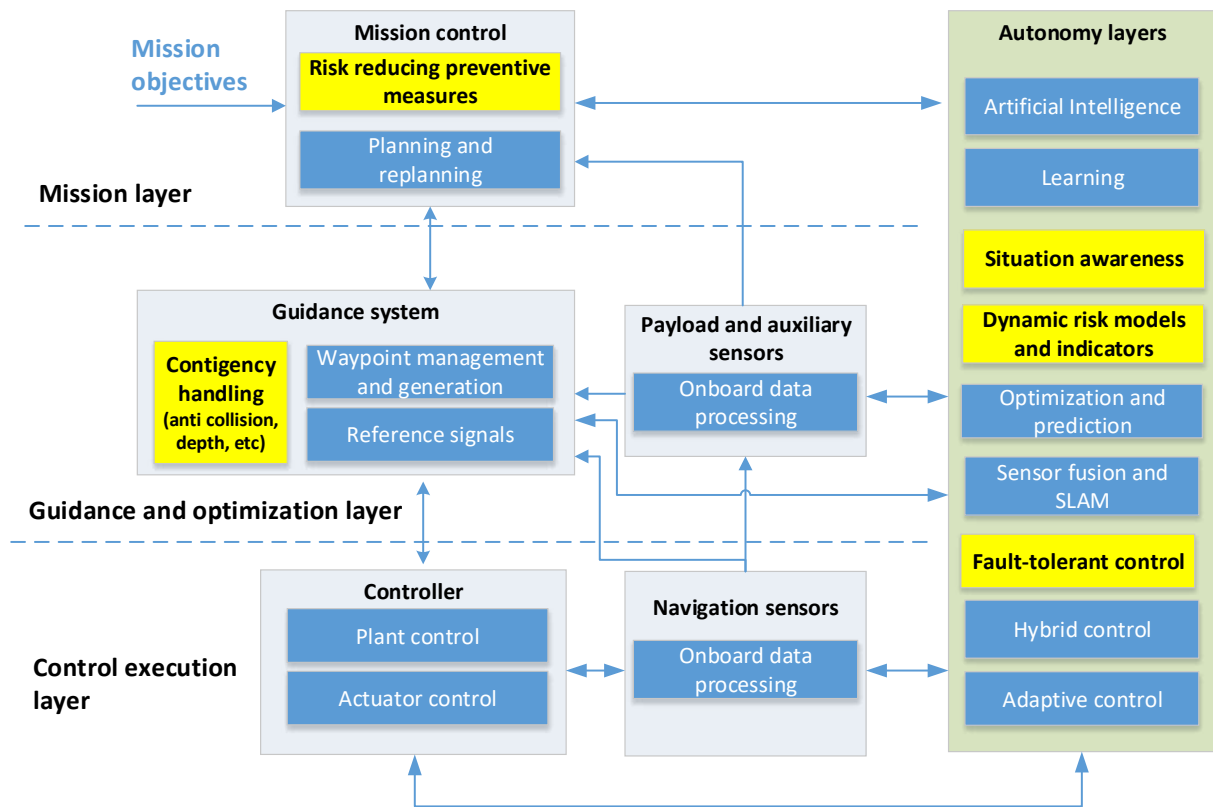 Mission control
Mission
objectives
Risk reducing preventive
measures
Planning and
replanning
Mission layer
Guidance system
Contigency
handling
(anti collision,
depth, etc)
Waypoint management
and generation
Reference signals
Payload and auxiliary
sensors
Onboard data
processing
Guidance and optimization layer
Controller
Plant control
Actuator control
Navigation sensors
Onboard data
processing
Control execution
layer
Autonomy layers
Artificial Intelligence
Learning
Situation awareness
Dynamic risk models
and indicators
Optimization and
prediction
Sensor fusion and
SLAM
Fault-tolerant control
Hybrid control
Adaptive control